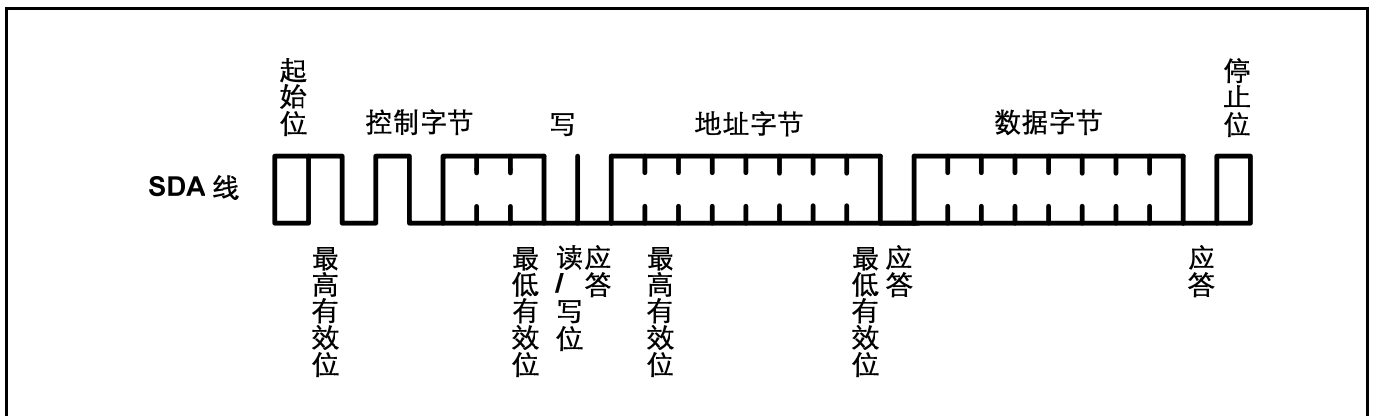 起始位
控制字节
写
地址字节
数据字节
停止位
SDA 线
最高有效位
最低有效位
读/写位
应答
最高有效位
最低有效位
应答
应答